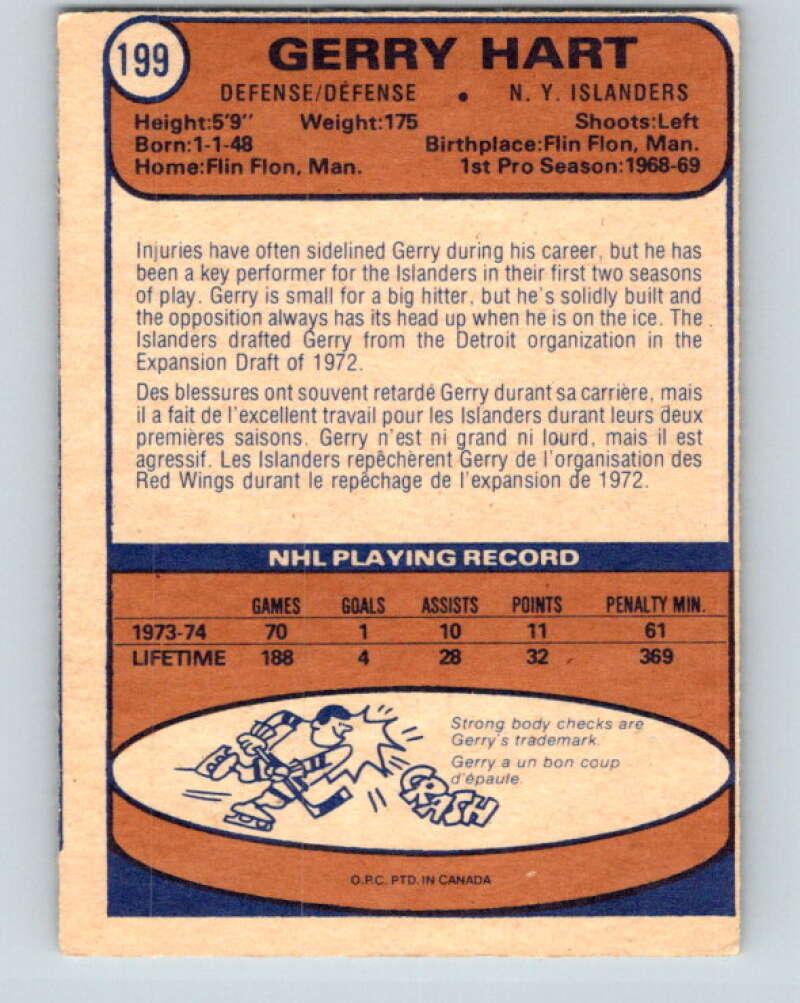 199
GERRY HART
DEFENSE/DÉFENSE • N. Y. ISLANDERS
Height:5'9" Weight:175 Shoots:Left
Born:1-1-48 Birthplace:Flin Flon, Man.
Home:Flin Flon, Man. 1st Pro Season:1968-69
Injuries have often sidelined Gerry during his career, but he has
been a key performer for the Islanders in their first two seasons
of play. Gerry is small for a big hitter, but he's solidly built and
the opposition always has its head up when he is on the ice. The
Islanders drafted Gerry from the Detroit organization in the
Expansion Draft of 1972.
Des blessures ont souvent retardé Gerry durant sa carrière, mais
il a fait de l'excellent travail pour les Islanders durant leurs deux
premières saisons. Gerry n'est ni grand ni lourd, mais il est
agressif. Les Islanders repêchèrent Gerry de l'organisation des
Red Wings durant le repêchage de l'expansion de 1972.
NHL PLAYING RECORD
GAMES GOALS ASSISTS POINTS PENALTY MIN.
1973-74 70 1 10 11 61
LIFETIME 188 4 28 32 369
Strong body checks are
Gerry's trademark.
Gerry a un bon coup
d'épaule.
CRASH
O.P.C. PTD. IN CANADA